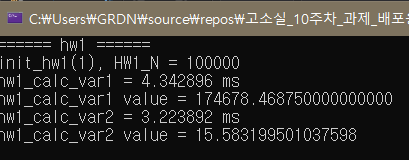 C:₩Users₩GRDN₩source₩repos₩고소실_10주차_과제_배포용
====== hw1 ======
init_hw1(1), HW1_N = 100000
hw1_calc_var1 = 4.342896 ms
hw1_calc_var1 value = 174678.468750000000000
hw1_calc_var2 = 3.223892 ms
hw1_calc_var2 value = 15.583199501037598